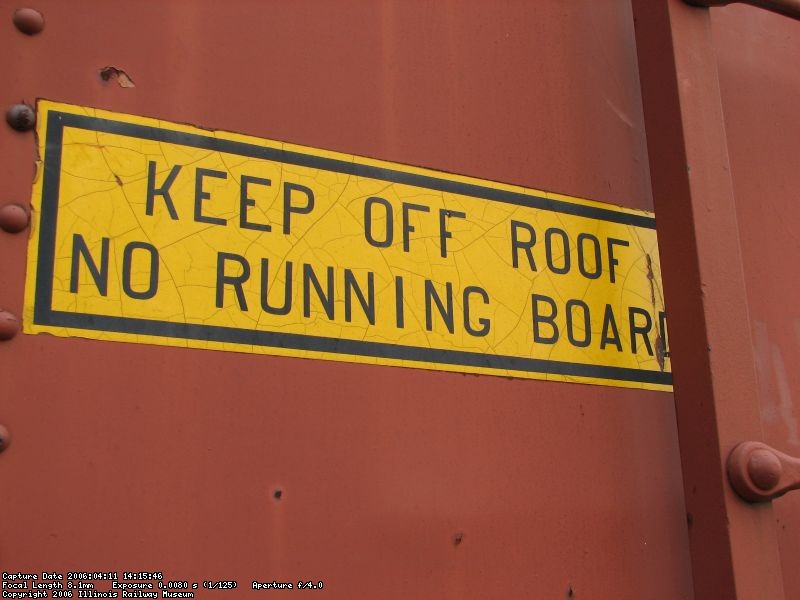 KEEP OFF ROOF
NO RUNNING BOARD
Capture Date 2006:04:11 14:15:46
Focal Length 8.1mm Exposure 0.0080 s (1/125) Aperture f/4.0
Copyright 2006 Illinois Railway Museum